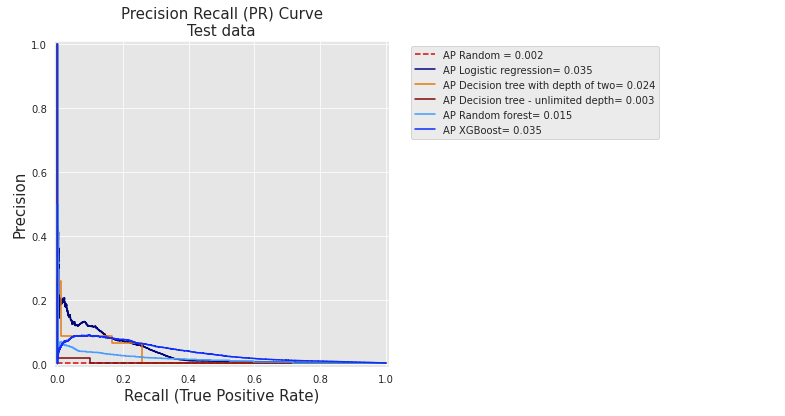 Precision Recall (PR) Curve
Test data
AP Random = 0.002
AP Logistic regression= 0.035
AP Decision tree with depth of two= 0.024
AP Decision tree - unlimited depth= 0.003
AP Random forest= 0.015
AP XGBoost= 0.035
Precision
1.0
0.8
0.6
0.4
0.2
0.0
0.0 0.2 0.4 0.6 0.8 1.0
Recall (True Positive Rate)